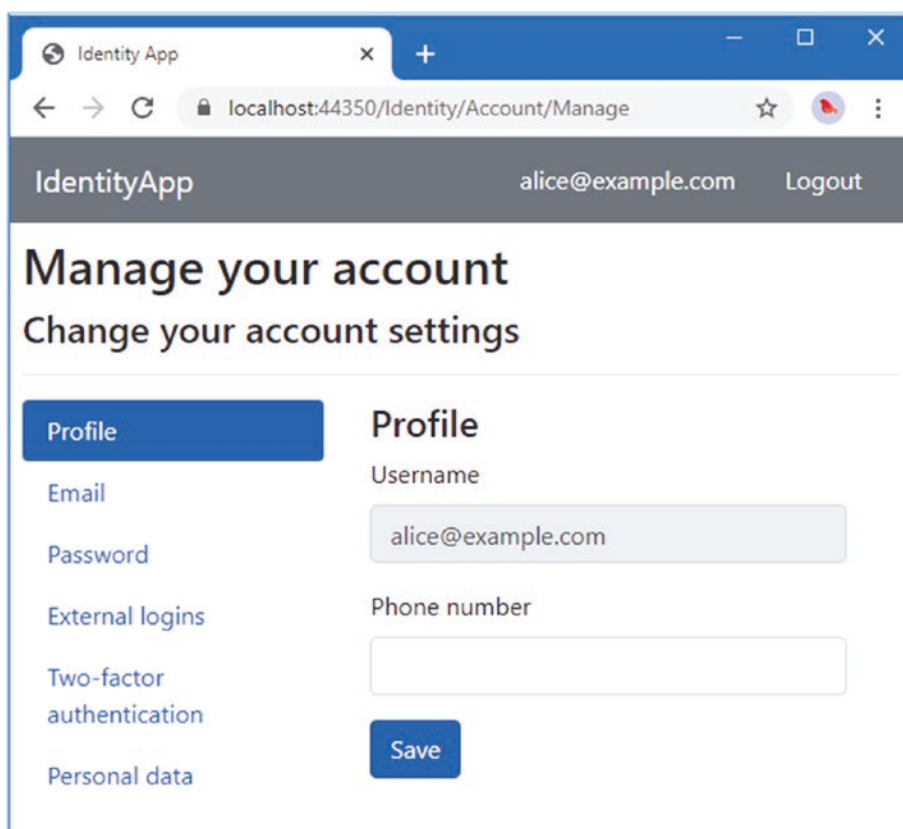 Identity App
localhost:44350/Identity/Account/Manage
IdentityApp alice@example.com Logout
Manage your account
Change your account settings
Profile
Email
Password
External logins
Two-factor
authentication
Personal data
Profile
Username
alice@example.com
Phone number
Save